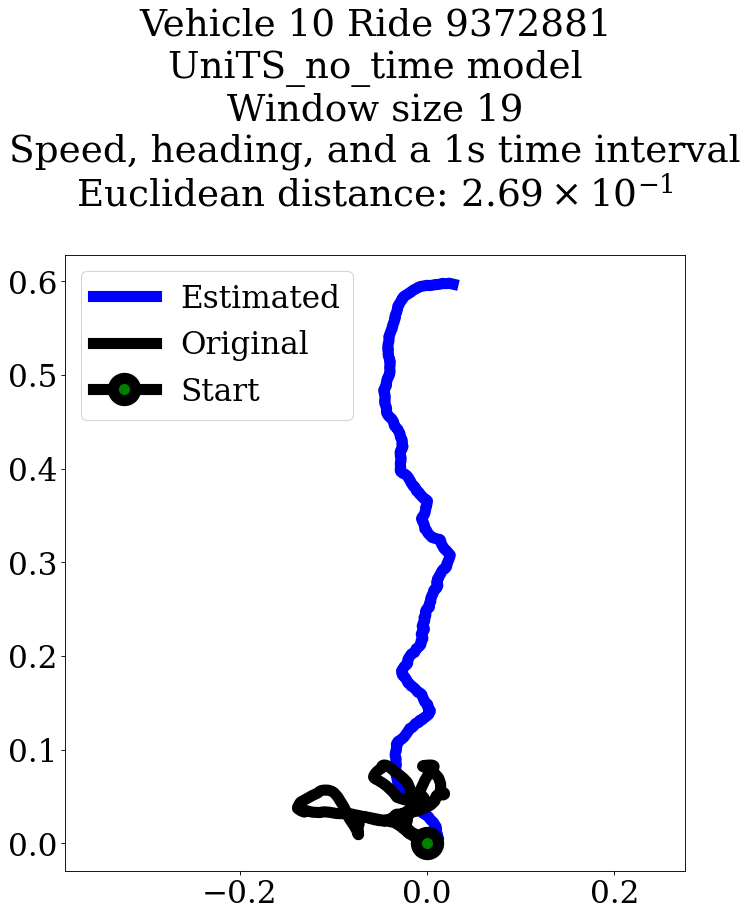 Vehicle 10 Ride 9372881
UniTS_no_time model
Window size 19
Speed, heading, and a 1s time interval
Euclidean distance: 2.69 × 10⁻¹
Estimated
Original
Start
0.6
0.5
0.4
0.3
0.2
0.1
0.0
−0.2
0.0
0.2